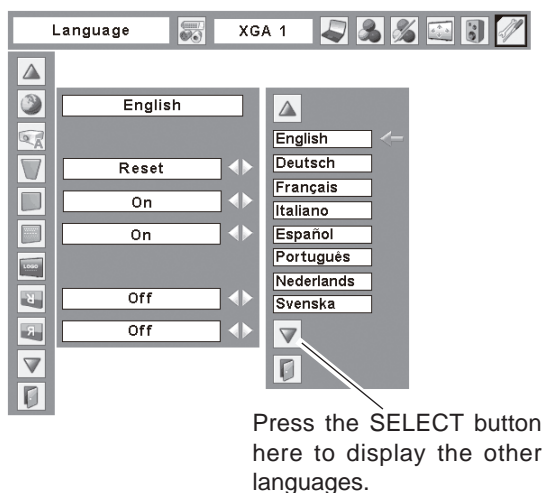 Language
XGA 1
English
Reset
On
On
Off
Off
English
Deutsch
Français
Italiano
Español
Português
Nederlands
Svenska
A
LOGO
R
R
Press the SELECT button
here to display the other
languages.